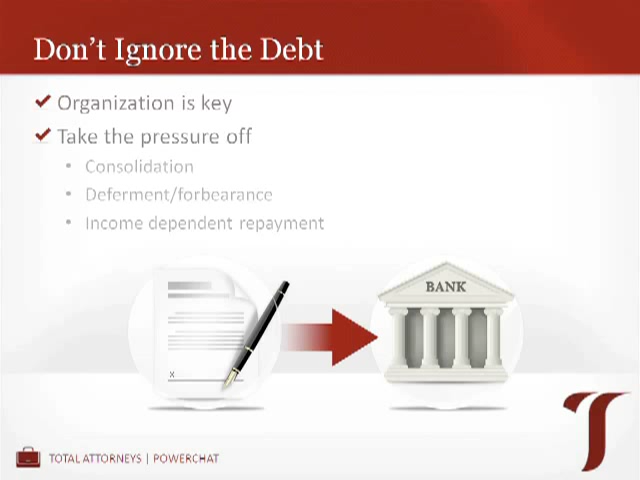 Don't Ignore the Debt
Organization is key
Take the pressure off
Consolidation
Deferment/forbearance
Income dependent repayment
BANK
x
TOTAL ATTORNEYS | POWERCHAT